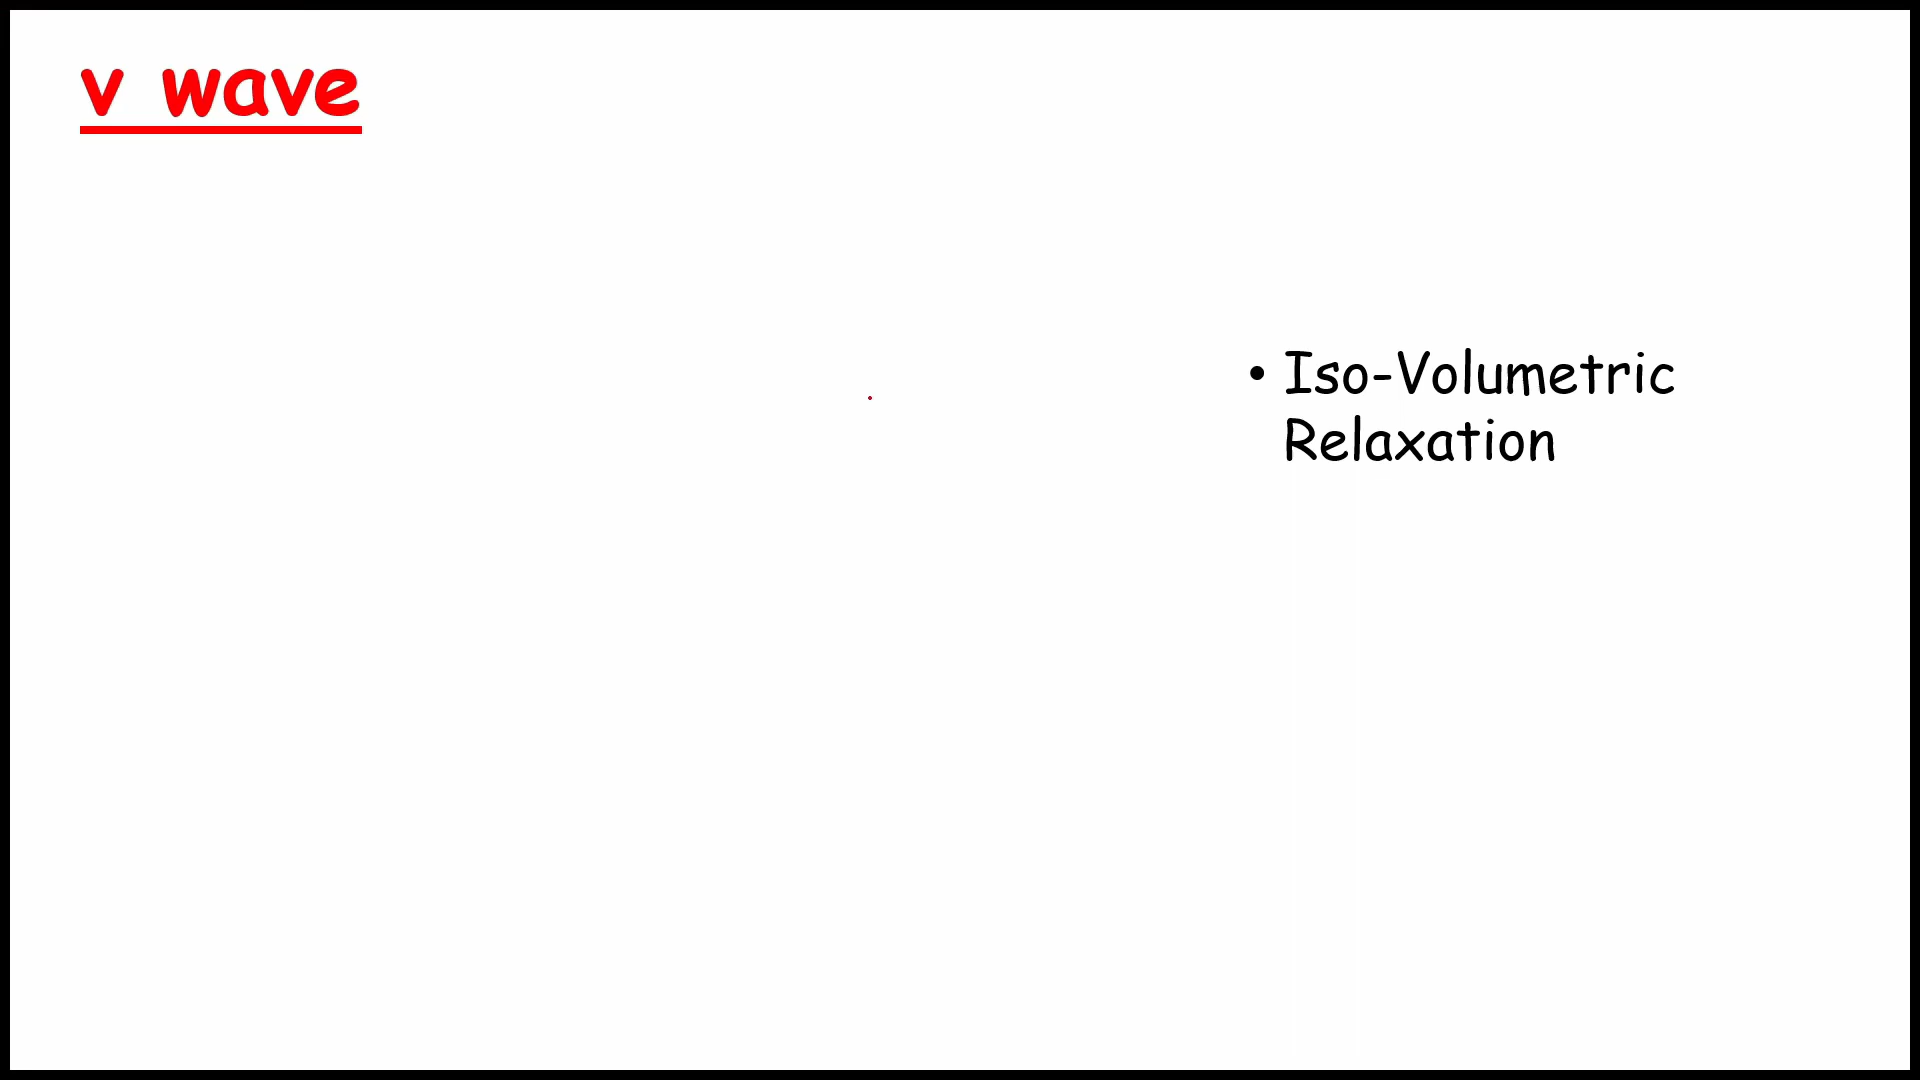 v wave
• Iso-Volumetric
Relaxation